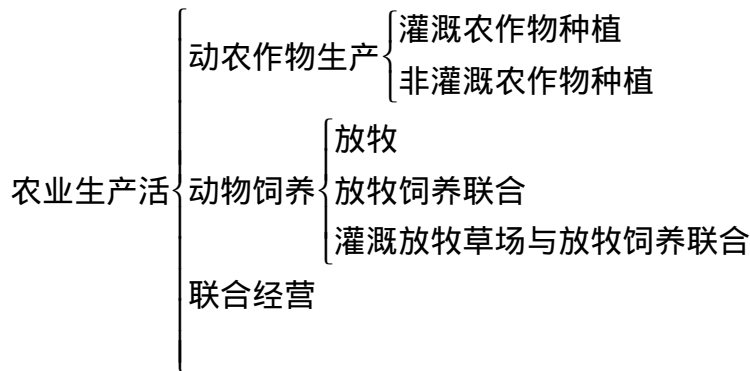 农业生产活
动农作物生产
灌溉农作物种植
非灌溉农作物种植
动物饲养
放牧
放牧饲养联合
灌溉放牧草场与放牧饲养联合
联合经营